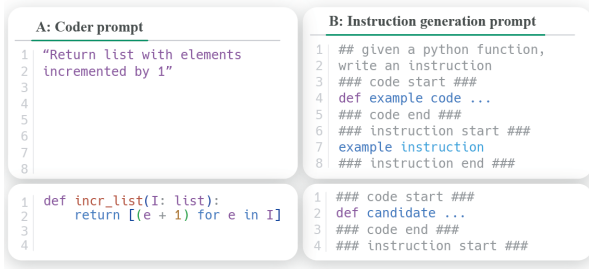 A: Coder prompt
1 “Return list with elements
2 incremented by 1”
3
4
5
6
7
8
1 def incr_list(I: list):
2 return [(e + 1) for e in I]
3
4
B: Instruction generation prompt
1 ## given a python function,
2 write an instruction
3 ### code start ###
4 def example code ...
5 ### code end ###
6 ### instruction start ###
7 example instruction
8 ### instruction end ###
1 ### code start ###
2 def candidate ...
3 ### code end ###
4 ### instruction start ###